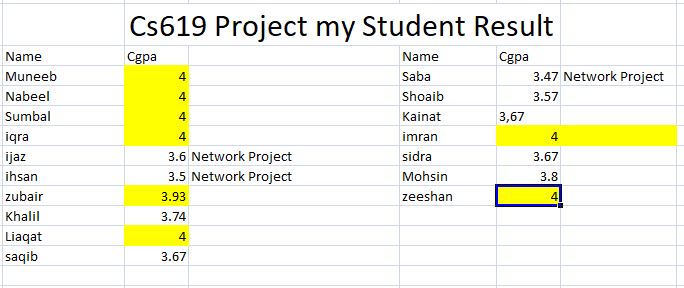 Cs619 Project my Student Result
Name Cgpa Name Cgpa
Muneeb 4 Saba 3.47 Network Project
Nabeel 4 Shoaib 3.57
Sumbal 4 Kainat 3,67
iqra 4 imran 4
ijaz 3.6 Network Project sidra 3.67
ihsan 3.5 Network Project Mohsin 3.8
zubair 3.93 zeeshan 4
Khalil 3.74
Liaqat 4
saqib 3.67